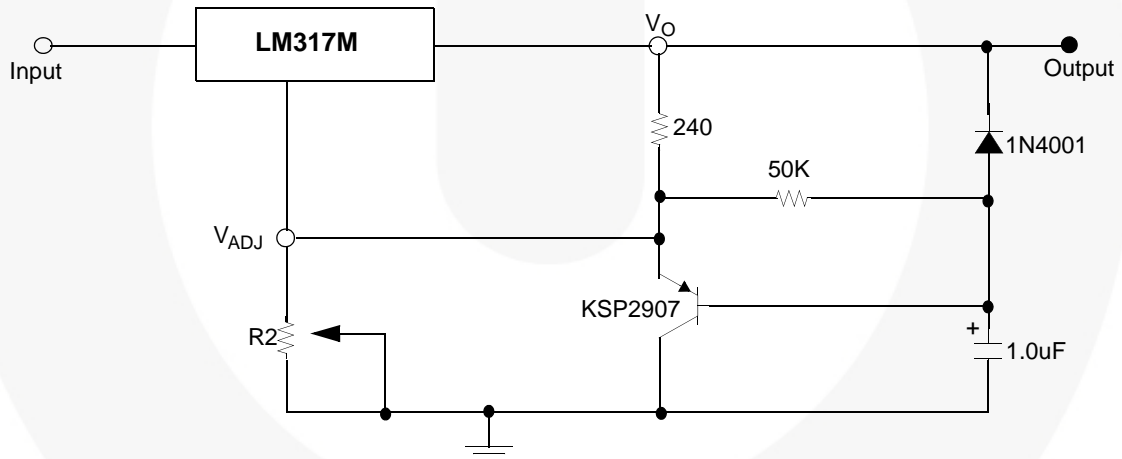 LM317M
VO
Input
Output
240
1N4001
50K
VADJ
KSP2907
R2
+
1.0uF